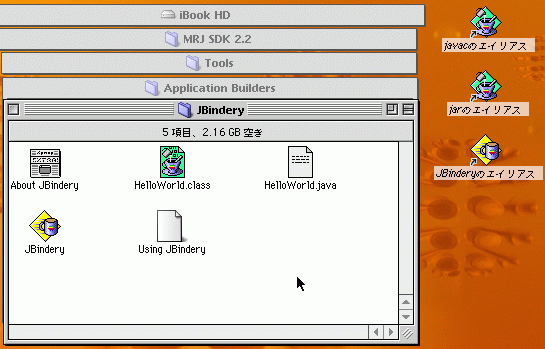 iBook HD
MRJ SDK 2.2
Tools
Application Builders
JBindery
5 項目、2.16 GB 空き
About JBindery
HelloWorld.class
HelloWorld.java
JBindery
Using JBindery
javacのエイリアス
jarのエイリアス
JBinderyのエイリアス